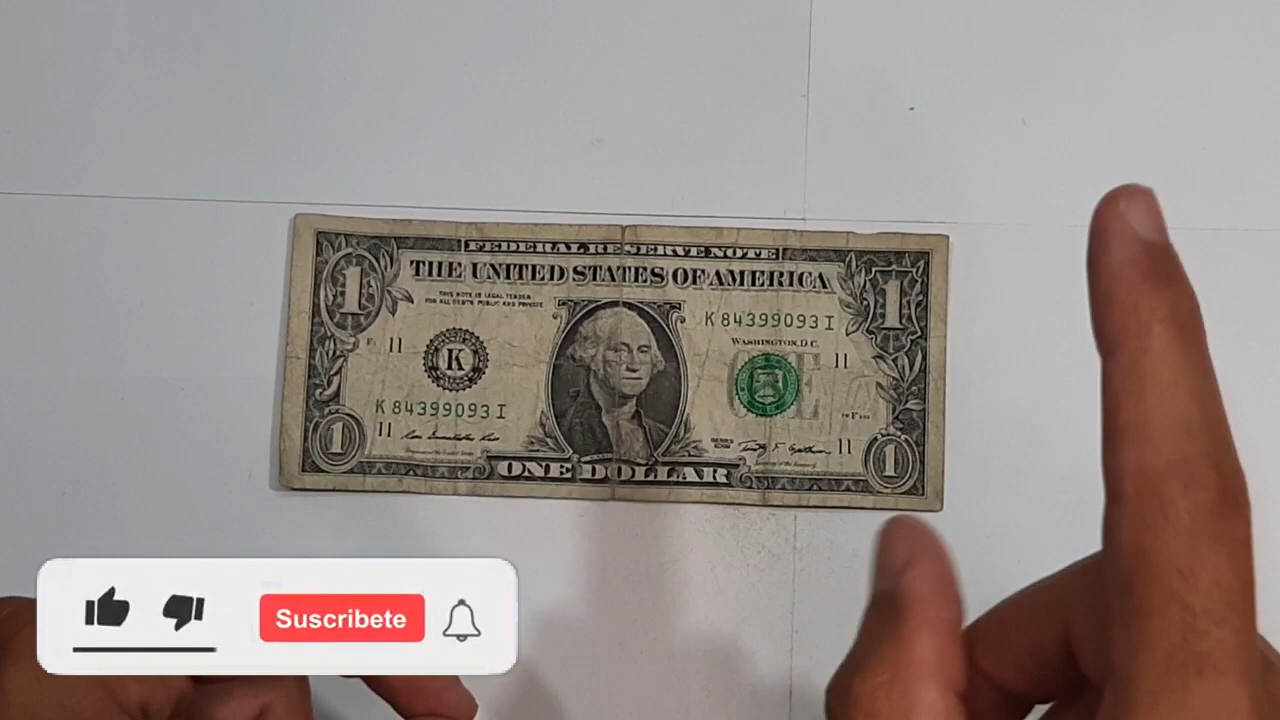 FEDERAL RESERVE NOTE
THE UNITED STATES OF AMERICA
THIS NOTE IS LEGAL TENDER
FOR ALL DEBTS, PUBLIC AND PRIVATE
1
1
K 84399093 I
WASHINGTON, D.C.
11
11
K
K 84399093 I
11
SERIES
11
1
ONE DOLLAR
1
Suscribete